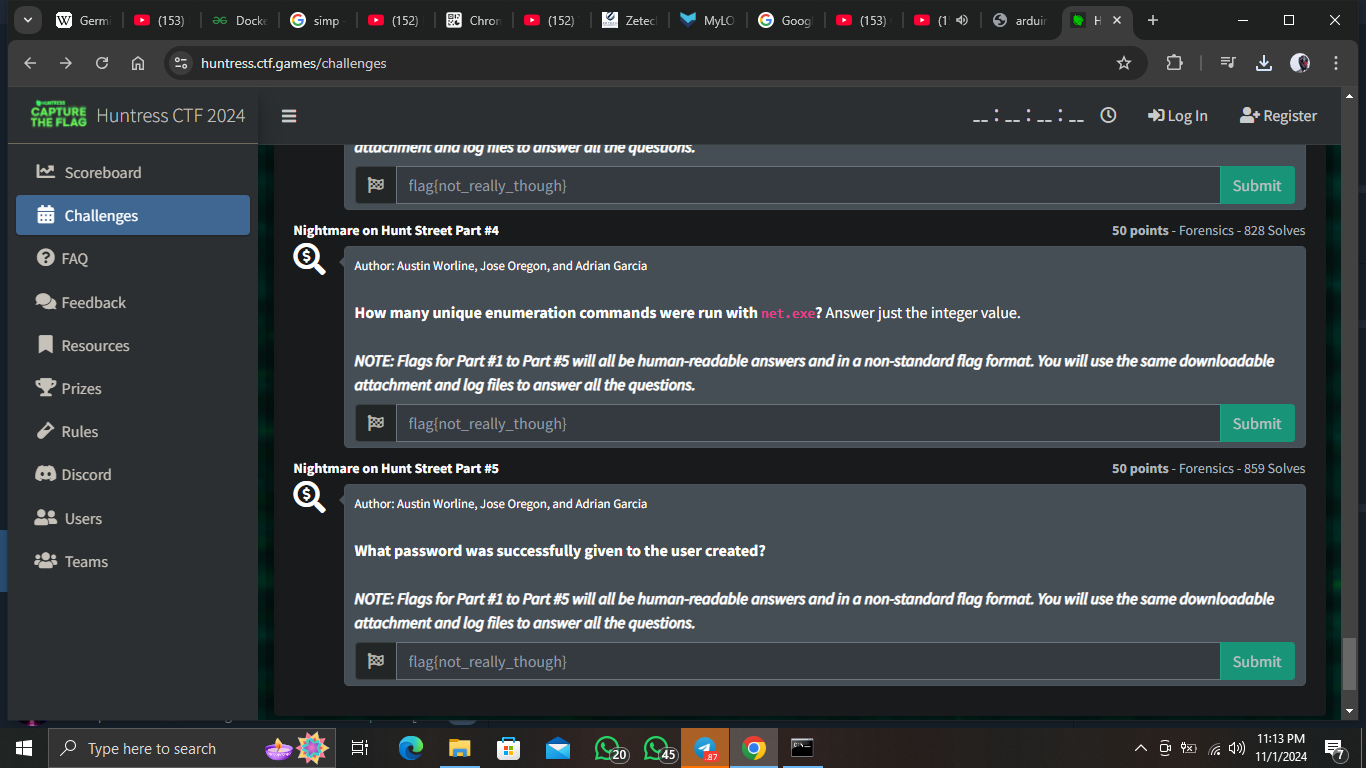 Germi
(153)
Docke
simp
(152)
Chron
(152)
Zetec
MyLO
Goog
(153)
(1
arduir
H
huntress.ctf.games/challenges
HUNTRESS
CAPTURE
THE FLAG
Huntress CTF 2024
__ : __ : __ : __
Log In
Register
Scoreboard
Challenges
FAQ
Feedback
Resources
Prizes
Rules
Discord
Users
Teams
attachment and log files to answer all the questions.
flag{not_really_though}
Submit
Nightmare on Hunt Street Part #4
50 points - Forensics - 828 Solves
Author: Austin Worline, Jose Oregon, and Adrian Garcia
How many unique enumeration commands were run with net.exe? Answer just the integer value.
NOTE: Flags for Part #1 to Part #5 will all be human-readable answers and in a non-standard flag format. You will use the same downloadable
attachment and log files to answer all the questions.
flag{not_really_though}
Submit
Nightmare on Hunt Street Part #5
50 points - Forensics - 859 Solves
Author: Austin Worline, Jose Oregon, and Adrian Garcia
What password was successfully given to the user created?
NOTE: Flags for Part #1 to Part #5 will all be human-readable answers and in a non-standard flag format. You will use the same downloadable
attachment and log files to answer all the questions.
flag{not_really_though}
Submit
Type here to search
20
45
.87
11:13 PM
11/1/2024
7